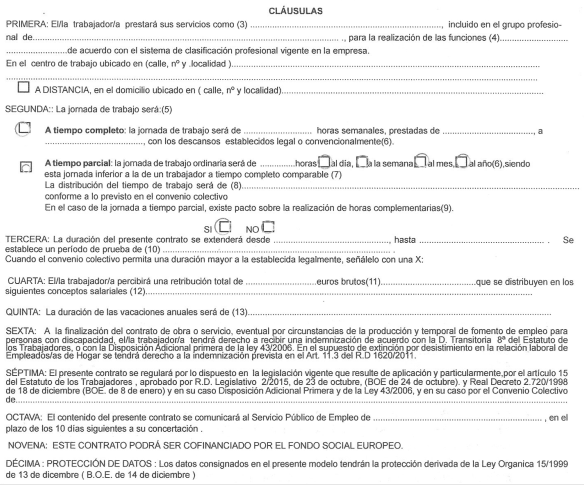 CLÁUSULAS
PRIMERA: El/la trabajador/a prestará sus servicios como (3) ............................................................., incluido en el grupo profesio-
nal de.......................................................................................... ., para la realización de las funciones (4)..............................
......................de acuerdo con el sistema de clasificación profesional vigente en la empresa.
En el centro de trabajo ubicado en (calle, nº y .localidad )..........................................................................................
..............................................................................................................................
A DISTANCIA, en el domicilio ubicado en ( calle, nº y localidad)..........................................................................
SEGUNDA:: La jornada de trabajo será:(5)
A tiempo completo: la jornada de trabajo será de ...................... horas semanales, prestadas de .............................., a
..............................., con los descansos establecidos legal o convencionalmente(6).
A tiempo parcial: la jornada de trabajo ordinaria será de ............horas al día, a la semana, al mes, al año(6),siendo
esta jornada inferior a la de un trabajador a tiempo completo comparable (7)
La distribución del tiempo de trabajo será de (8)..........................................................................................
conforme a lo previsto en el convenio colectivo
En el caso de la jornada a tiempo parcial, existe pacto sobre la realización de horas complementarias(9).
SI NO
TERCERA: La duración del presente contrato se extenderá desde ......................................, hasta ...................................... . Se
establece un período de prueba de (10) .......................................................... .
Cuando el convenio colectivo permita una duración mayor a la establecida legalmente, señálelo con una X:
CUARTA: El/la trabajador/a percibirá una retribución total de ......................euros brutos(11)..............................que se distribuyen en los
siguientes conceptos salariales (12)..........................................................................................
QUINTA: La duración de las vacaciones anuales será de (13)..........................................................................
SEXTA: A la finalización del contrato de obra o servicio, eventual por circunstancias de la producción y temporal de fomento de empleo para
personas con discapacidad, el/la trabajador/a tendrá derecho a recibir una indemnización de acuerdo con la D. Transitoria 8ª del Estatuto de
los Trabajadores, o con la Disposición Adicional primera de la ley 43/2006. En el supuesto de extinción por desistimiento en la relación laboral de
Empleados/as de Hogar se tendrá derecho a la indemnización prevista en el Art. 11.3 del R.D 1620/2011.
SÉPTIMA: El presente contrato se regulará por lo dispuesto en la legislación vigente que resulte de aplicación y particularmente,por el artículo 15
del Estatuto de los Trabajadores , aprobado por R.D. Legislativo 2/2015, de 23 de octubre, (BOE de 24 de octubre). y Real Decreto 2.720/1998
de 18 de diciembre (BOE. de 8 de enero) y en su caso Disposición Adicional Primera y de la Ley 43/2006, y en su caso por el Convenio Colectivo
de..........................................................................................................................
OCTAVA: El contenido del presente contrato se comunicará al Servicio Público de Empleo de .............................................. , en el
plazo de los 10 días siguientes a su concertación .
NOVENA: ESTE CONTRATO PODRÁ SER COFINANCIADO POR EL FONDO SOCIAL EUROPEO.
DÉCIMA : PROTECCIÓN DE DATOS : Los datos consignados en el presente modelo tendrán la protección derivada de la Ley Organica 15/1999
de 13 de dicembre ( B.O.E. de 14 de diciembre )